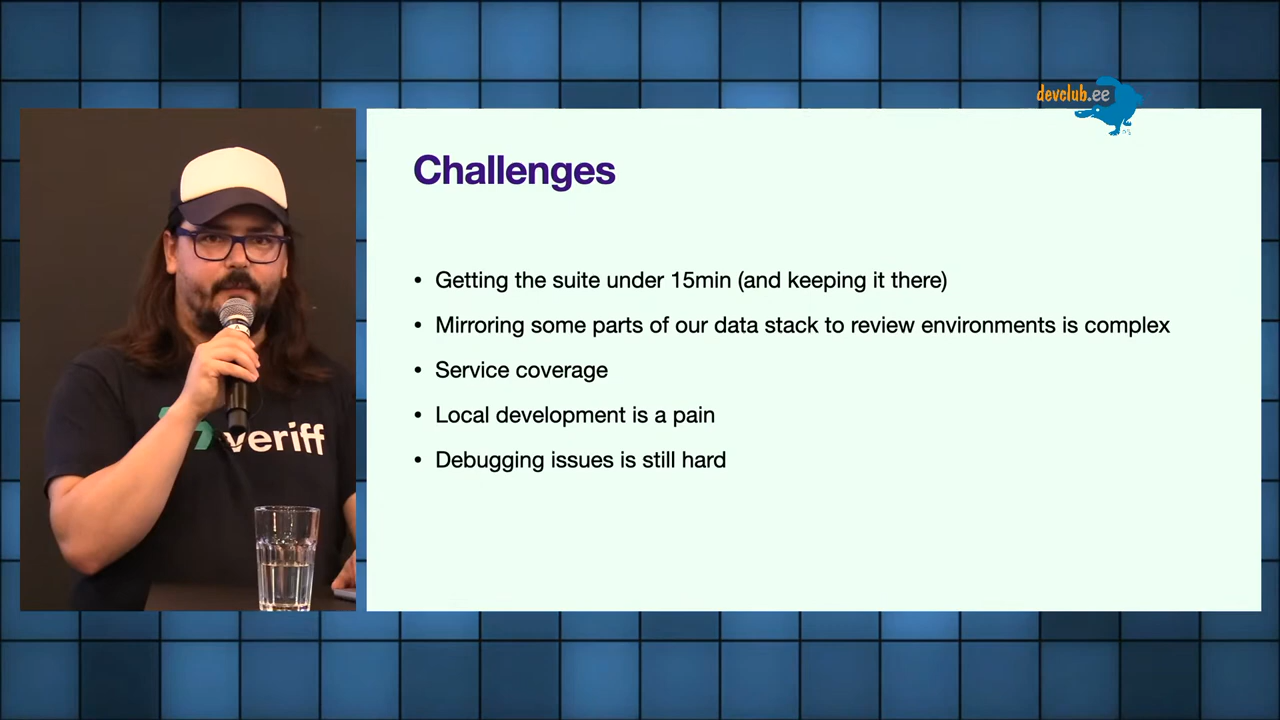 devclub.ee
Challenges
• Getting the suite under 15min (and keeping it there)
• Mirroring some parts of our data stack to review environments is complex
• Service coverage
• Local development is a pain
• Debugging issues is still hard
veriff